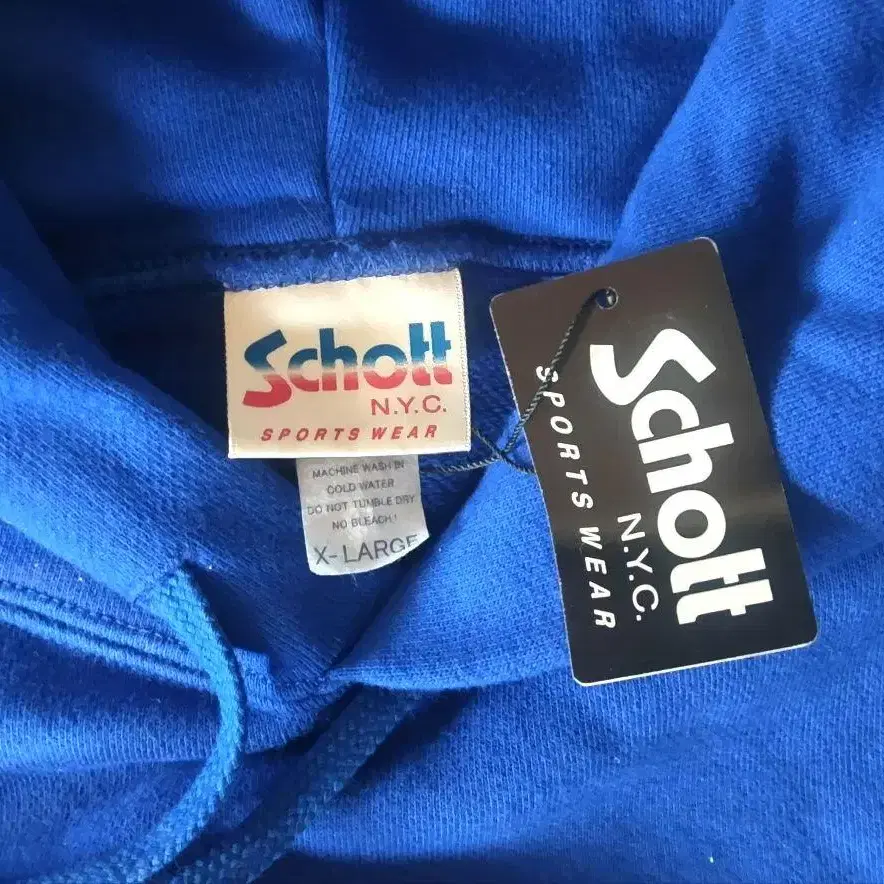 Schott
N.Y.C.
SPORTS WEAR
MACHINE WASH IN
COLD WATER
DO NOT TUMBLE DRY
NO BLEACH!
X-LARGE
Schott
N.Y.C.
SPORTS WEAR